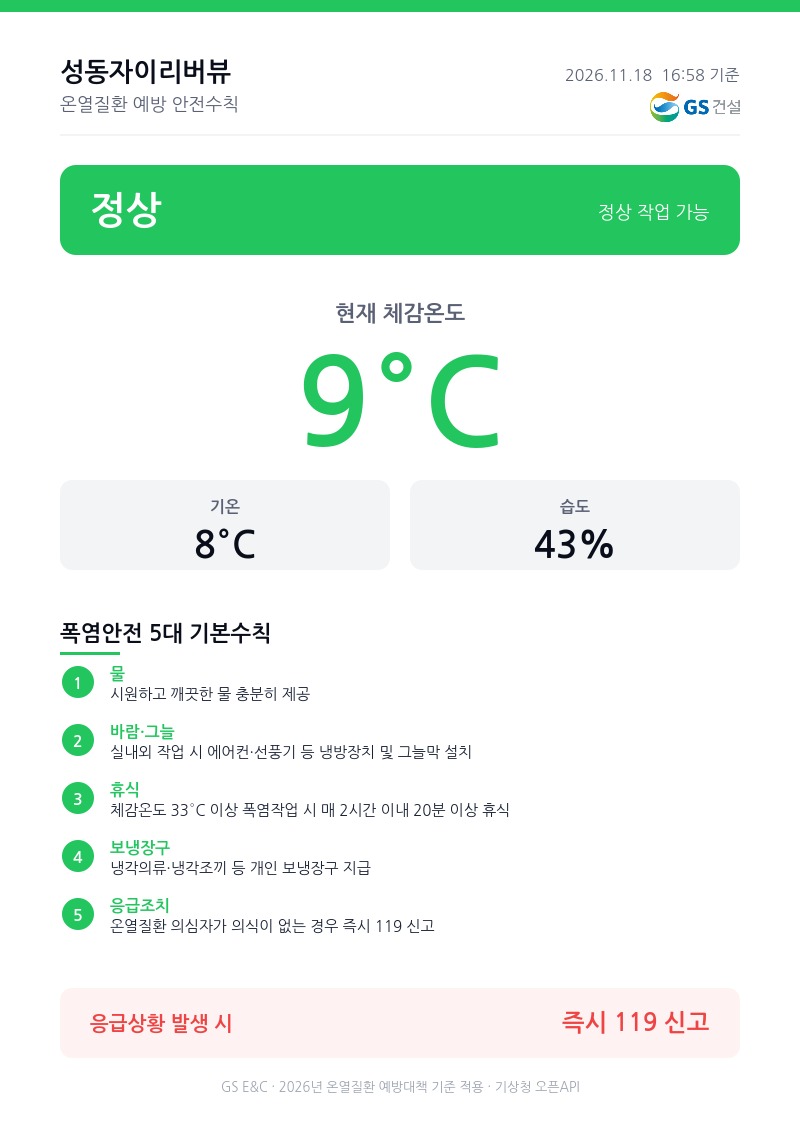 성동자이리버뷰
2026.11.18 16:58 기준
온열질환 예방 안전수칙
GS건설
정상
정상 작업 가능
현재 체감온도
9°C
기온
습도
8°C
43%
폭염안전 5대 기본수칙
1
물
시원하고 깨끗한 물 충분히 제공
2
바람·그늘
실내외 작업 시 에어컨·선풍기 등 냉방장치 및 그늘막 설치
3
휴식
체감온도 33°C 이상 폭염작업 시 매 2시간 이내 20분 이상 휴식
4
보냉장구
냉각의류·냉각조끼 등 개인 보냉장구 지급
5
응급조치
온열질환 의심자가 의식이 없는 경우 즉시 119 신고
응급상황 발생 시
즉시 119 신고
GS E&C · 2026년 온열질환 예방대책 기준 적용 · 기상청 오픈API